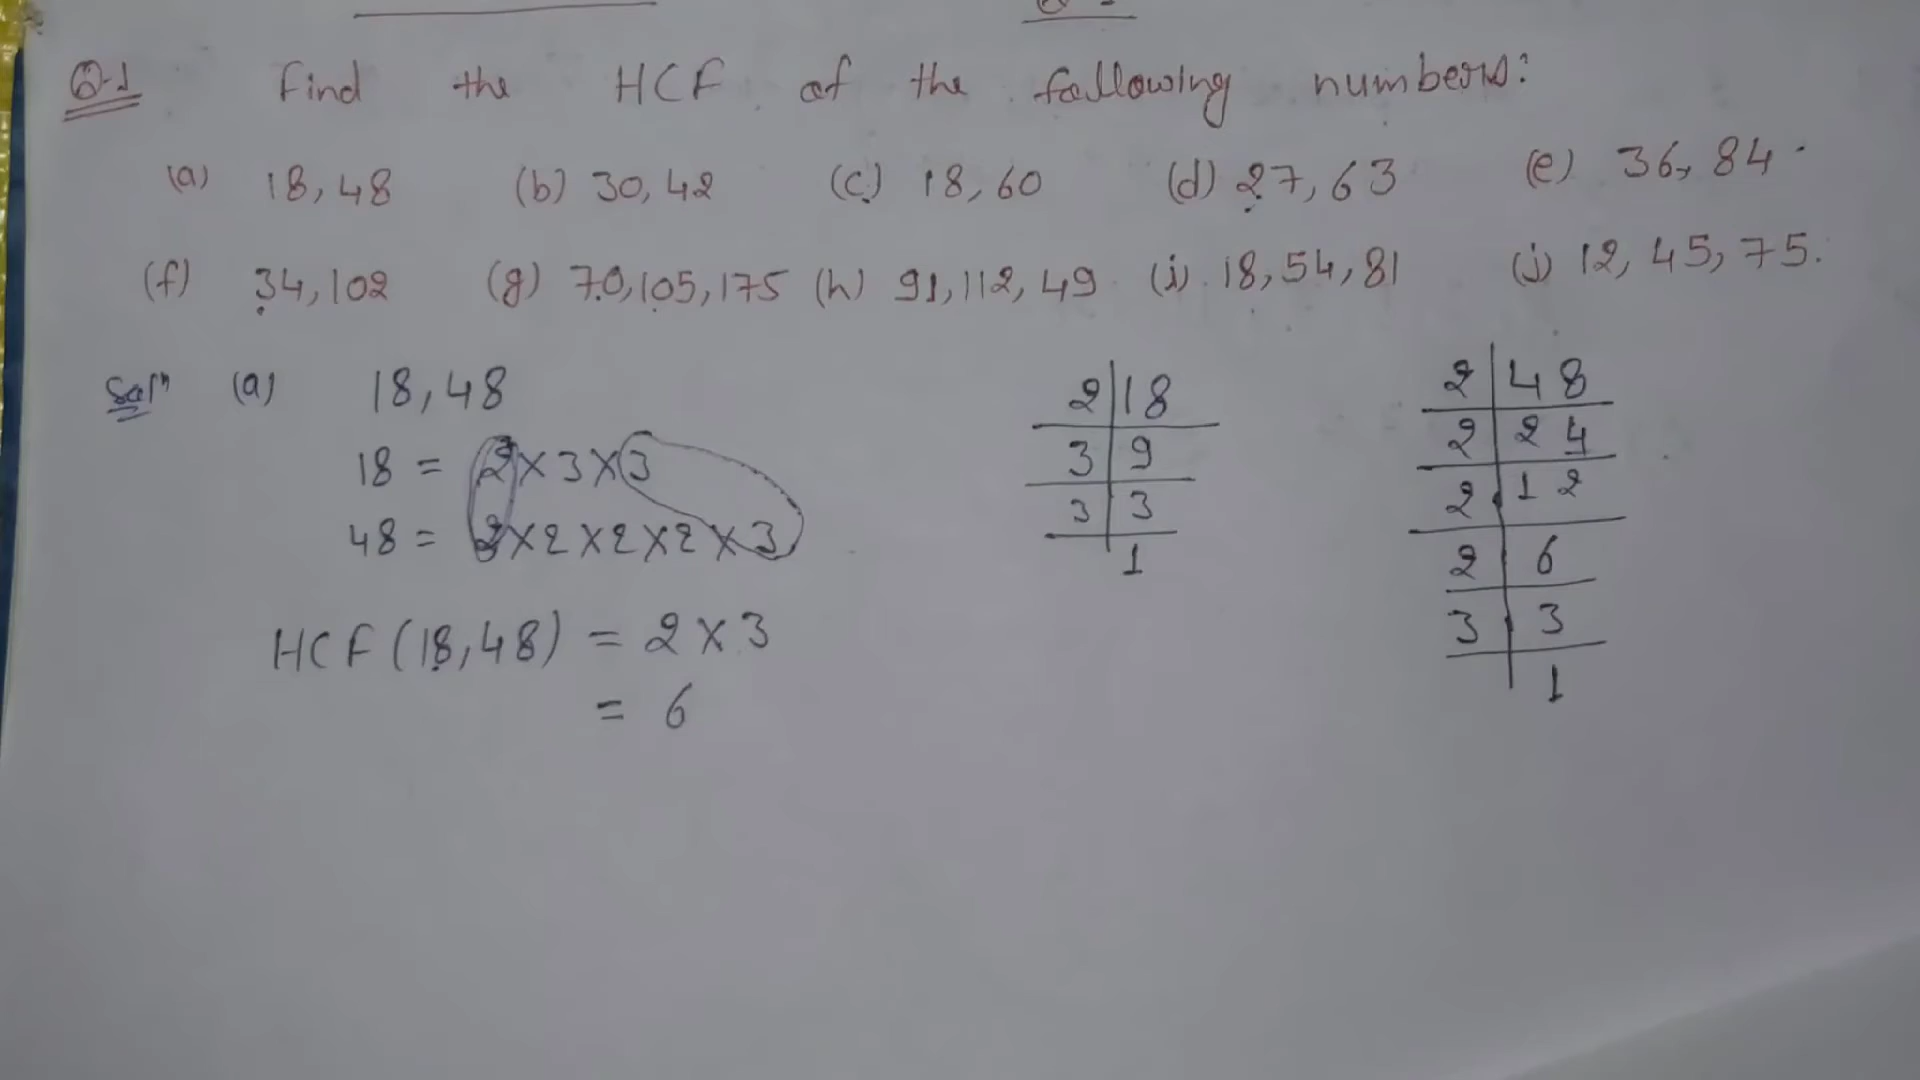 Q-1 Find the HCF of the following numbers:
(a) 18,48 (b) 30,42 (c) 18,60 (d) 27,63 (e) 36,84.
(f) 34,102 (g) 70,105,175 (h) 91,112,49 (i) 18,54,81 (j) 12,45,75.
Solⁿ (a) 18,48
18 = 2×3×3
48 = 2×2×2×2×3
HCF(18,48) = 2×3
= 6
2 | 18
3 | 9
3 | 3
1
2 | 48
2 | 24
2 | 12
2 | 6
3 | 3
1